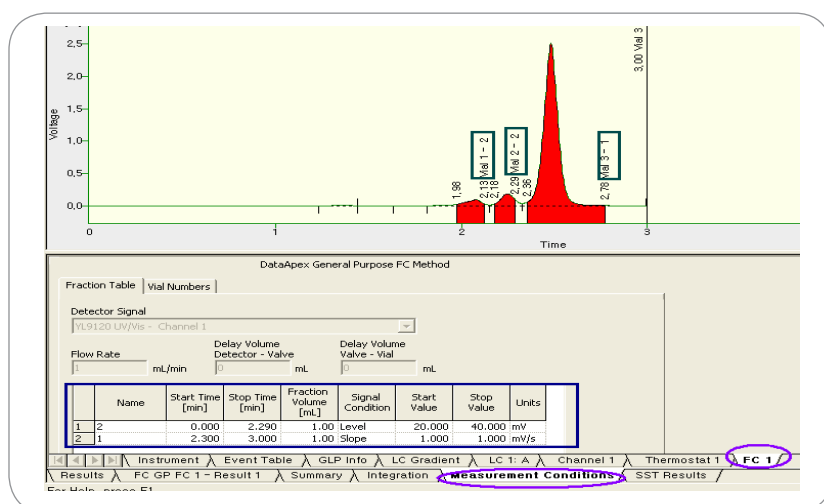 2,5
2,0
1,5
1,0
0,5
0,0
Voltage
0 1 2 3
Time
1,98
2,13 Vial 1 - 2
2,18
2,29 Vial 2 - 2
2,36
2,78 Vial 3 - 1
3,00 Vial 3
DataApex General Purpose FC Method
Fraction Table Vial Numbers
Detector Signal
YL9120 UV/Vis - Channel 1
Flow Rate Delay Volume Detector - Valve Delay Volume Valve - Vial
1 mL/min 0 mL 0 mL
Name Start Time [min] Stop Time [min] Fraction Volume [mL] Signal Condition Start Value Stop Value Units
1 2 0.000 2.290 1.00 Level 20.000 40.000 mV
2 1 2.300 3.000 1.00 Slope 1.000 1.000 mV/s
Instrument Event Table GLP Info LC Gradient LC 1: A Channel 1 Thermostat 1 FC 1
Results FC GP FC 1 - Result 1 Summary Integration Measurement Conditions SST Results
For Help, press F1